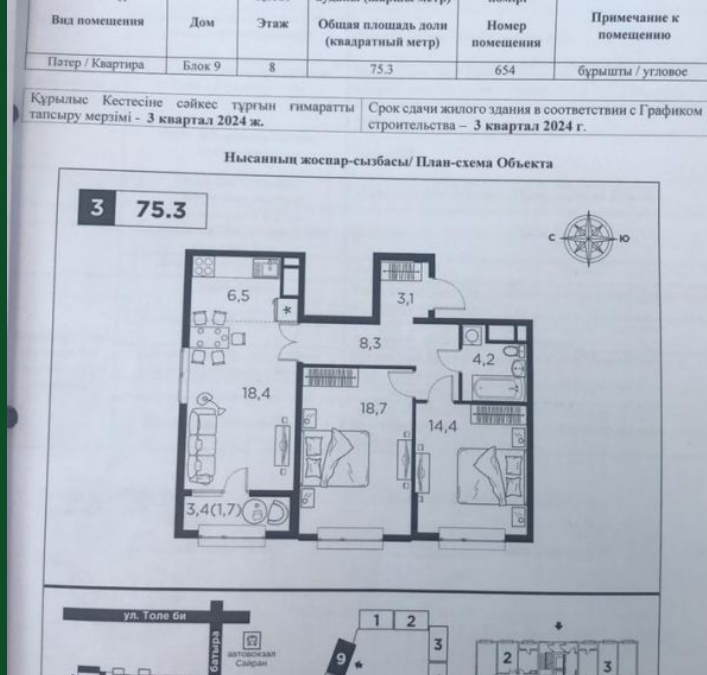 Вид помещения Дом Этаж Общая площадь доли Номер Примечание к
(квадратный метр) помещения помещению
Пәтер / Квартира Блок 9 8 75.3 654 бұрышты / угловое
Құрылыс Кестесіне сәйкес тұрғын ғимаратты
тапсыру мерзімі - 3 квартал 2024 ж.
Срок сдачи жилого здания в соответствии с Графиком
строительства – 3 квартал 2024 г.
Нысанның жоспар-сызбасы/ План-схема Объекта
3 75.3
С Ю
6,5
3,1
*
8,3
4,2
18,4
18,7
14,4
3,4(1,7)
ул. Толе би
батыра
автовокзал
Сайран
1 2
3
9
2
3